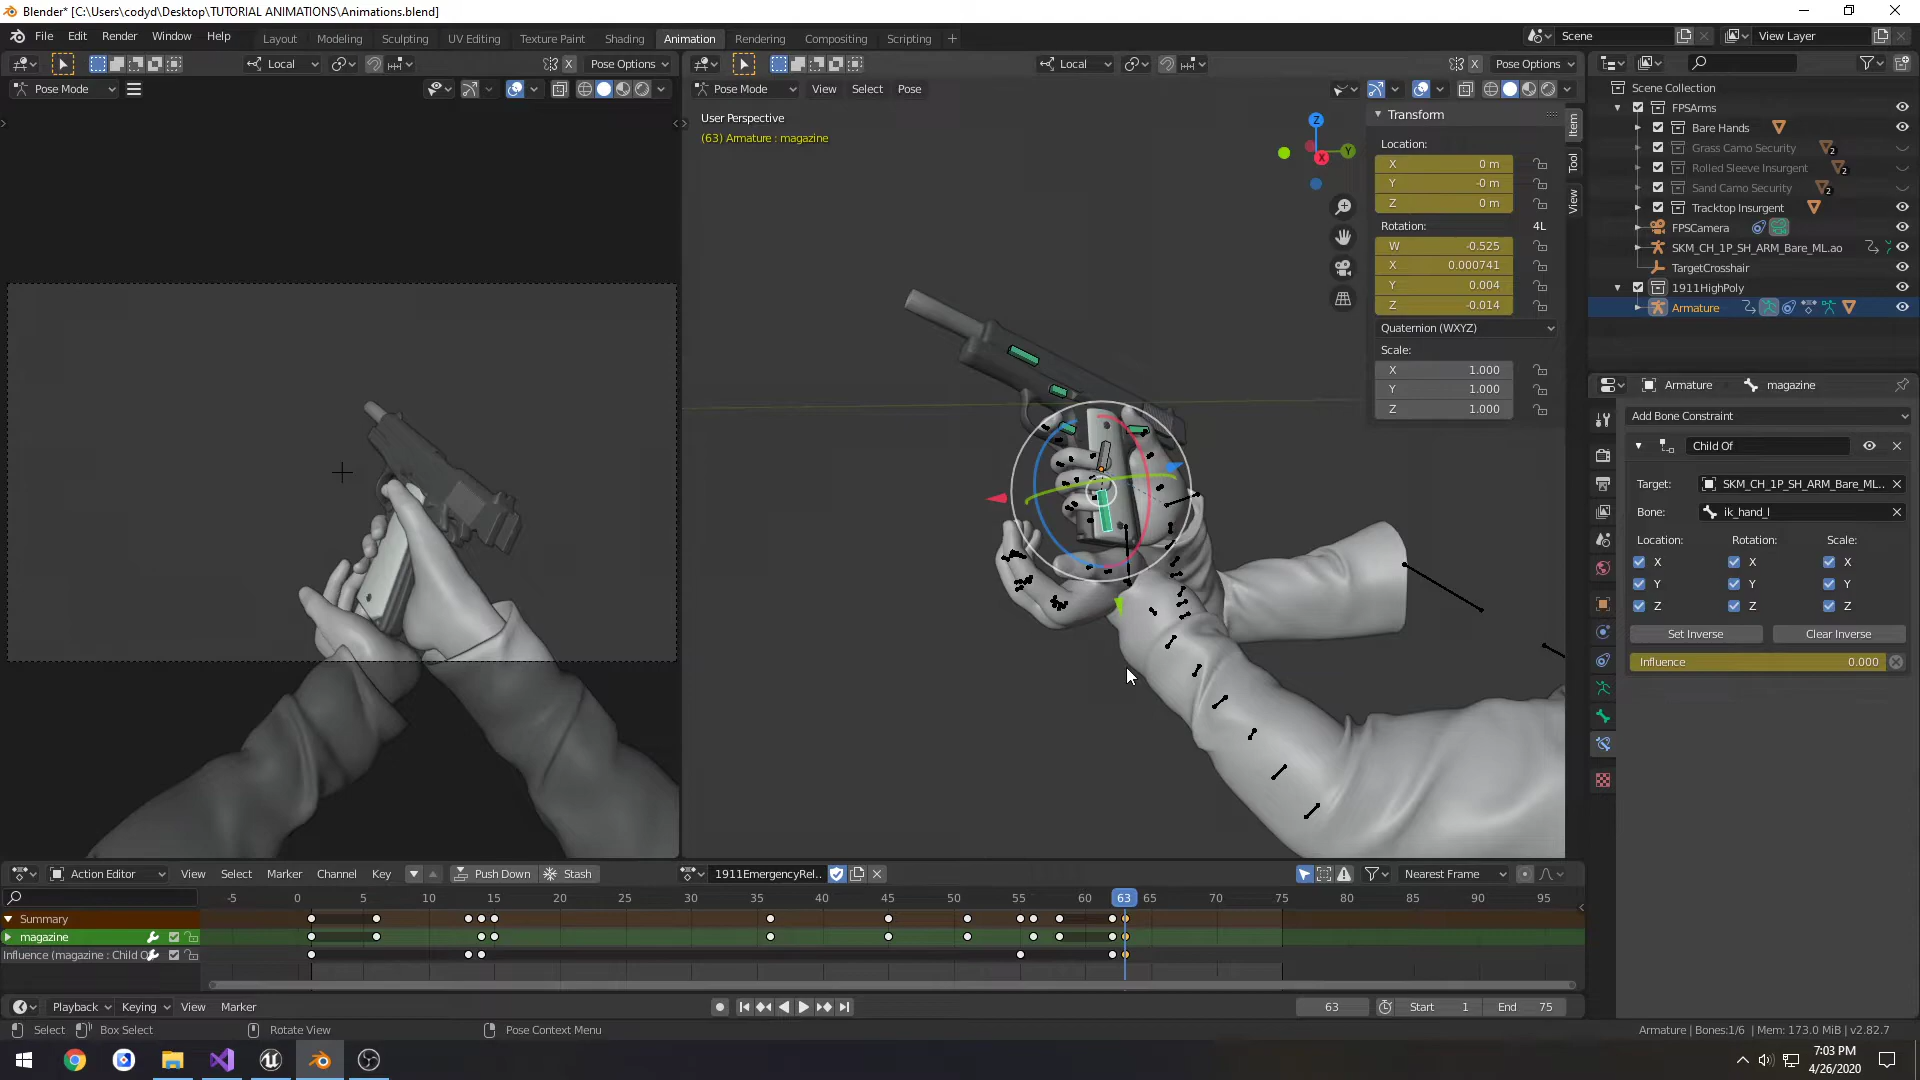 Blender* [C:\Users\codyd\Desktop\TUTORIAL ANIMATIONS\Animations.blend]
File Edit Render Window Help
Layout Modeling Sculpting UV Editing Texture Paint Shading Animation Rendering Compositing Scripting +
Scene View Layer
Local X Pose Options
Local X Pose Options
Pose Mode
Pose Mode View Select Pose
User Perspective
(63) Armature : magazine
Z
Y
X
Transform
Location:
X 0 m
Y -0 m
Z 0 m
Rotation: 4L
W -0.525
X 0.000741
Y 0.004
Z -0.014
Quaternion (WXYZ)
Scale:
X 1.000
Y 1.000
Z 1.000
Item
Tool
View
Scene Collection
FPSArms
Bare Hands
Grass Camo Security 2
Rolled Sleeve Insurgent 2
Sand Camo Security 2
Tracktop Insurgent
FPSCamera
SKM_CH_1P_SH_ARM_Bare_ML.ao
TargetCrosshair
1911HighPoly
Armature
Armature magazine
Add Bone Constraint
Child Of
Target: SKM_CH_1P_SH_ARM_Bare_ML..
Bone: ik_hand_l
Location: Rotation: Scale:
X X X
Y Y Y
Z Z Z
Set Inverse Clear Inverse
Influence 0.000
Action Editor View Select Marker Channel Key Push Down Stash 1911EmergencyRel.. Nearest Frame
-5 0 5 10 15 20 25 30 35 40 45 50 55 63 65 70 75 80 85 90 95
Summary
magazine
Influence (magazine : Child O
Playback Keying View Marker 63 Start 1 End 75
Select Box Select Rotate View Pose Context Menu Armature | Bones:1/6 | Mem: 173.0 MiB | v2.82.7
7:03 PM
4/26/2020